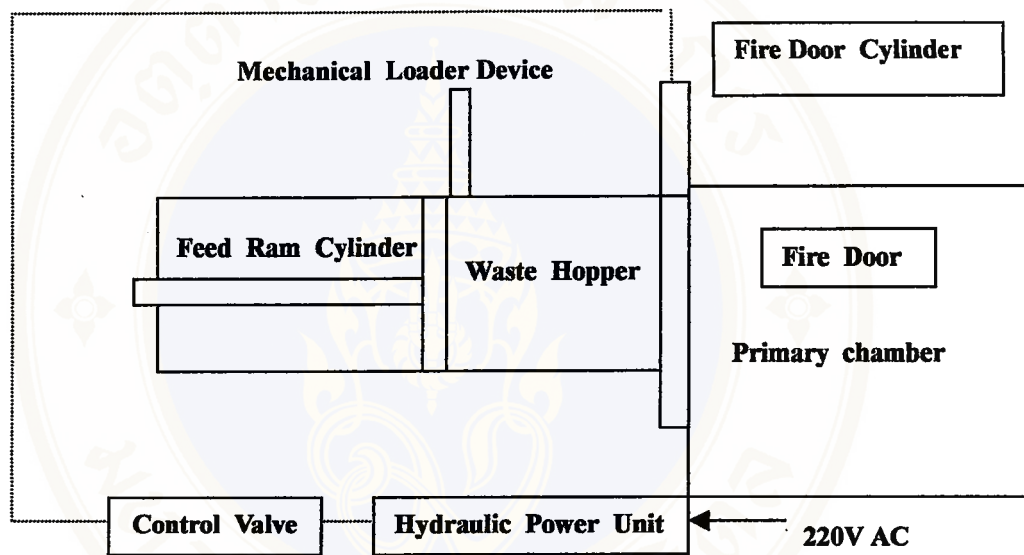 Fire Door Cylinder
Mechanical Loader Device
Feed Ram Cylinder
Waste Hopper
Fire Door
Primary chamber
Control Valve
Hydraulic Power Unit
220V AC